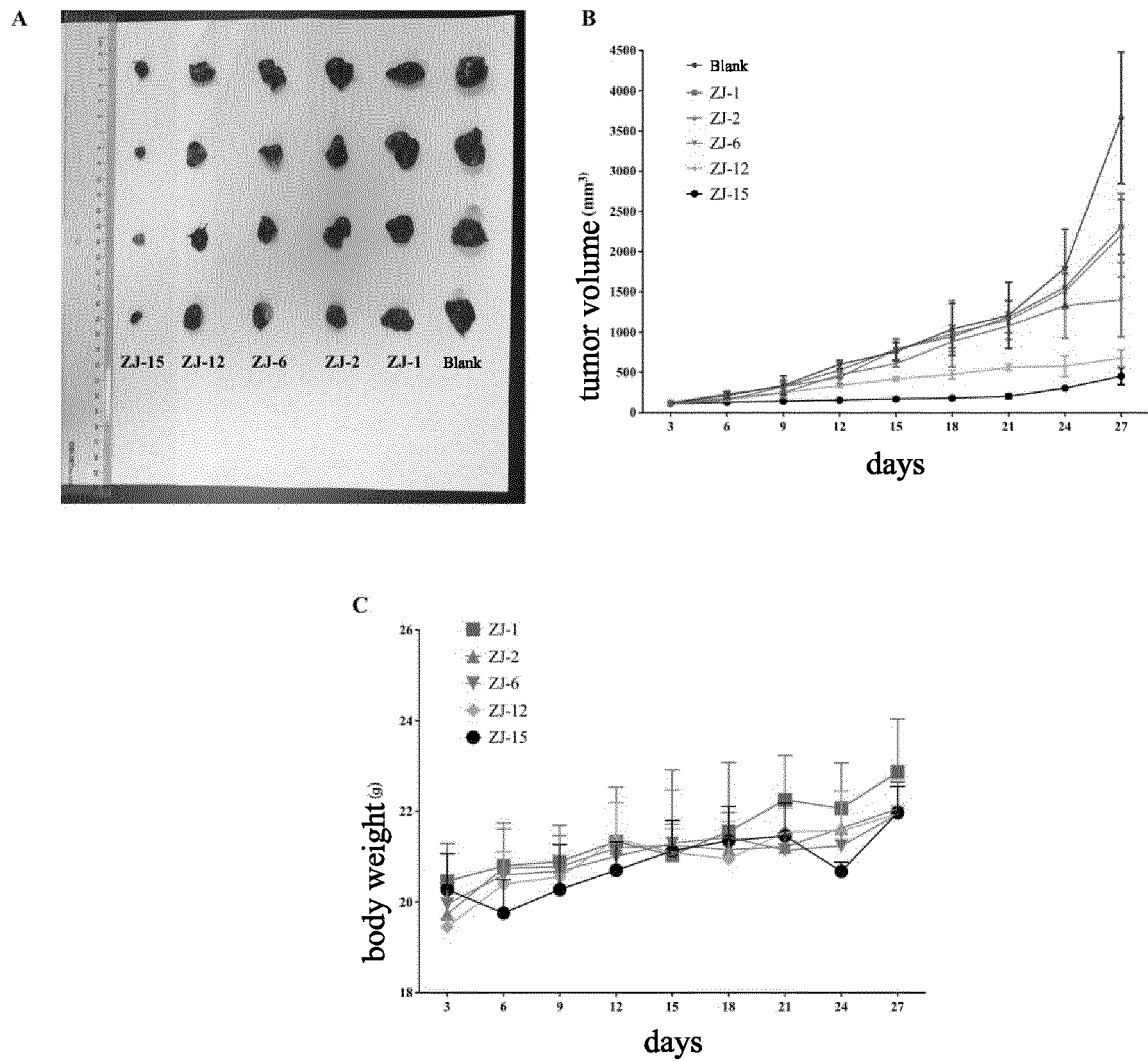 A
ZJ-15 ZJ-12 ZJ-6 ZJ-2 ZJ-1 Blank
B
4500
4000
3500
3000
2500
2000
1500
1000
500
0
tumor volume (mm³)
Blank
ZJ-1
ZJ-2
ZJ-6
ZJ-12
ZJ-15
3 6 9 12 15 18 21 24 27
days
C
26
24
22
20
18
body weight (g)
ZJ-1
ZJ-2
ZJ-6
ZJ-12
ZJ-15
3 6 9 12 15 18 21 24 27
days